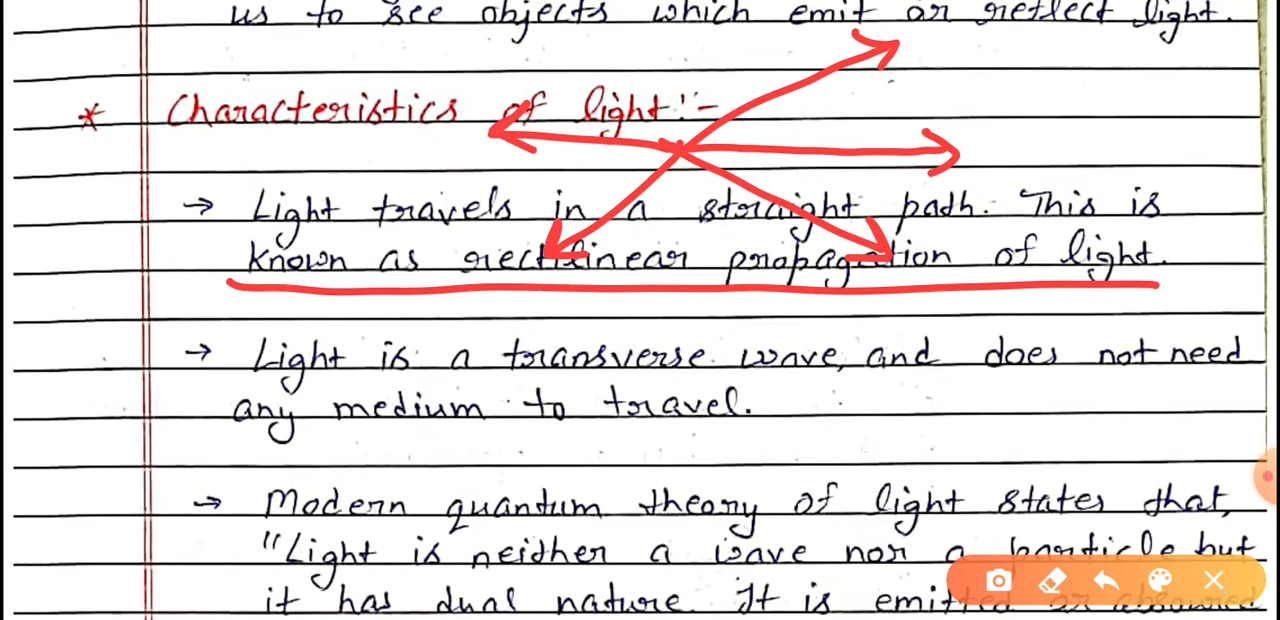 us to see objects which emit or reflect light.
* Characteristics of light:-
→ Light travels in a straight path. This is
known as rectilinear propagation of light.
→ Light is a transverse wave, and does not need
any medium to travel.
→ Modern quantum theory of light states that,
"Light is neither a wave nor a particle but
it has dual nature. It is emitted or absoured